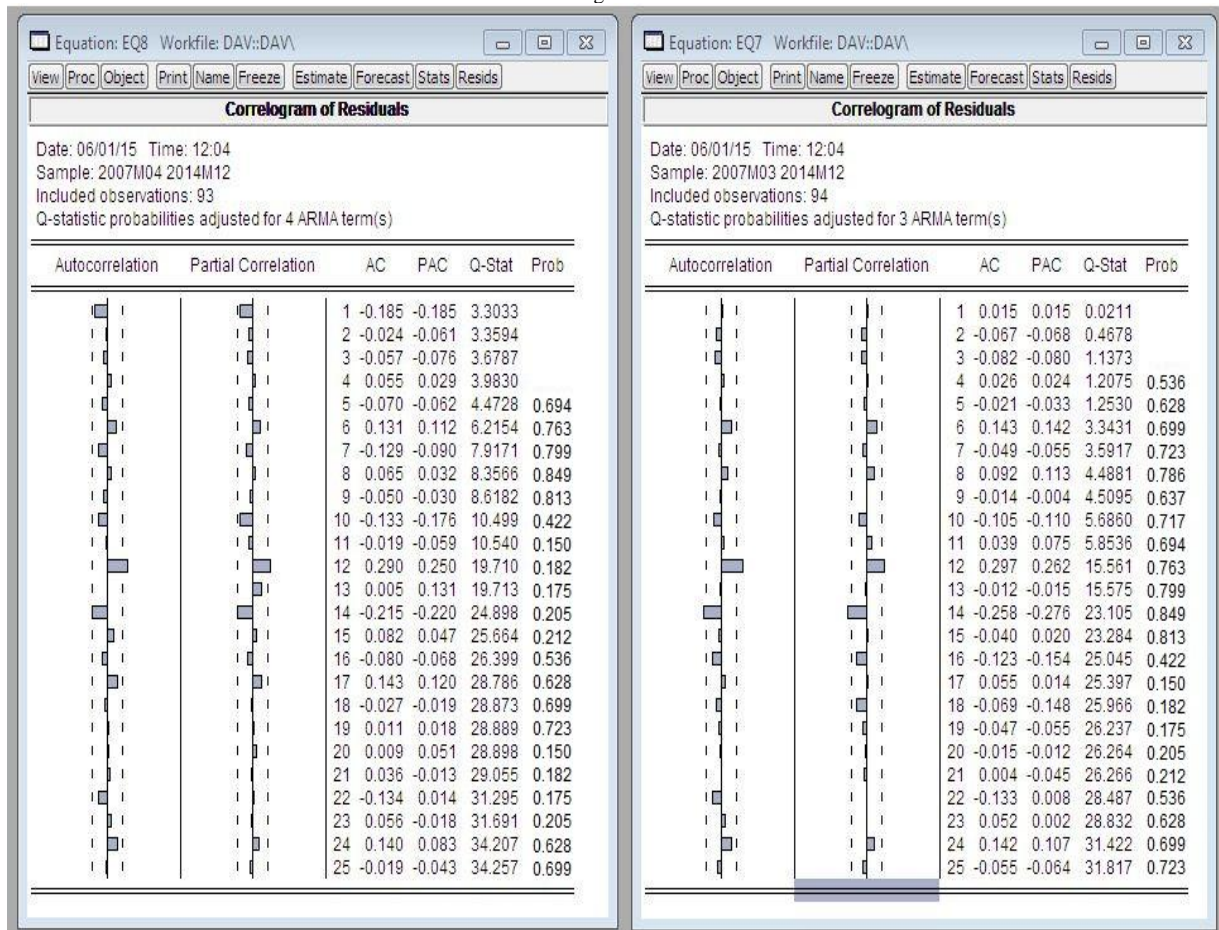 Equation: EQ8 Workfile: DAV::DAV\
View Proc Object Print Name Freeze Estimate Forecast Stats Resids
Correlogram of Residuals
Date: 06/01/15 Time: 12:04
Sample: 2007M04 2014M12
Included observations: 93
Q-statistic probabilities adjusted for 4 ARMA term(s)
Autocorrelation Partial Correlation AC PAC Q-Stat Prob
1 -0.185 -0.185 3.3033
2 -0.024 -0.061 3.3594
3 -0.057 -0.076 3.6787
4 0.055 0.029 3.9830
5 -0.070 -0.062 4.4728 0.694
6 0.131 0.112 6.2154 0.763
7 -0.129 -0.090 7.9171 0.799
8 0.065 0.032 8.3566 0.849
9 -0.050 -0.030 8.6182 0.813
10 -0.133 -0.176 10.499 0.422
11 -0.019 -0.059 10.540 0.150
12 0.290 0.250 19.710 0.182
13 0.005 0.131 19.713 0.175
14 -0.215 -0.220 24.898 0.205
15 0.082 0.047 25.664 0.212
16 -0.080 -0.068 26.399 0.536
17 0.143 0.120 28.786 0.628
18 -0.027 -0.019 28.873 0.699
19 0.011 0.018 28.889 0.723
20 0.009 0.051 28.898 0.150
21 0.036 -0.013 29.055 0.182
22 -0.134 0.014 31.295 0.175
23 0.056 -0.018 31.691 0.205
24 0.140 0.083 34.207 0.628
25 -0.019 -0.043 34.257 0.699
Equation: EQ7 Workfile: DAV::DAV\
View Proc Object Print Name Freeze Estimate Forecast Stats Resids
Correlogram of Residuals
Date: 06/01/15 Time: 12:04
Sample: 2007M03 2014M12
Included observations: 94
Q-statistic probabilities adjusted for 3 ARMA term(s)
Autocorrelation Partial Correlation AC PAC Q-Stat Prob
1 0.015 0.015 0.0211
2 -0.067 -0.068 0.4678
3 -0.082 -0.080 1.1373
4 0.026 0.024 1.2075 0.536
5 -0.021 -0.033 1.2530 0.628
6 0.143 0.142 3.3431 0.699
7 -0.049 -0.055 3.5917 0.723
8 0.092 0.113 4.4881 0.786
9 -0.014 -0.004 4.5095 0.637
10 -0.105 -0.110 5.6860 0.717
11 0.039 0.075 5.8536 0.694
12 0.297 0.262 15.561 0.763
13 -0.012 -0.015 15.575 0.799
14 -0.258 -0.276 23.105 0.849
15 -0.040 0.020 23.284 0.813
16 -0.123 -0.154 25.045 0.422
17 0.055 0.014 25.397 0.150
18 -0.069 -0.148 25.966 0.182
19 -0.047 -0.055 26.237 0.175
20 -0.015 -0.012 26.264 0.205
21 0.004 -0.045 26.266 0.212
22 -0.133 0.008 28.487 0.536
23 0.052 0.002 28.832 0.628
24 0.142 0.107 31.422 0.699
25 -0.055 -0.064 31.817 0.723